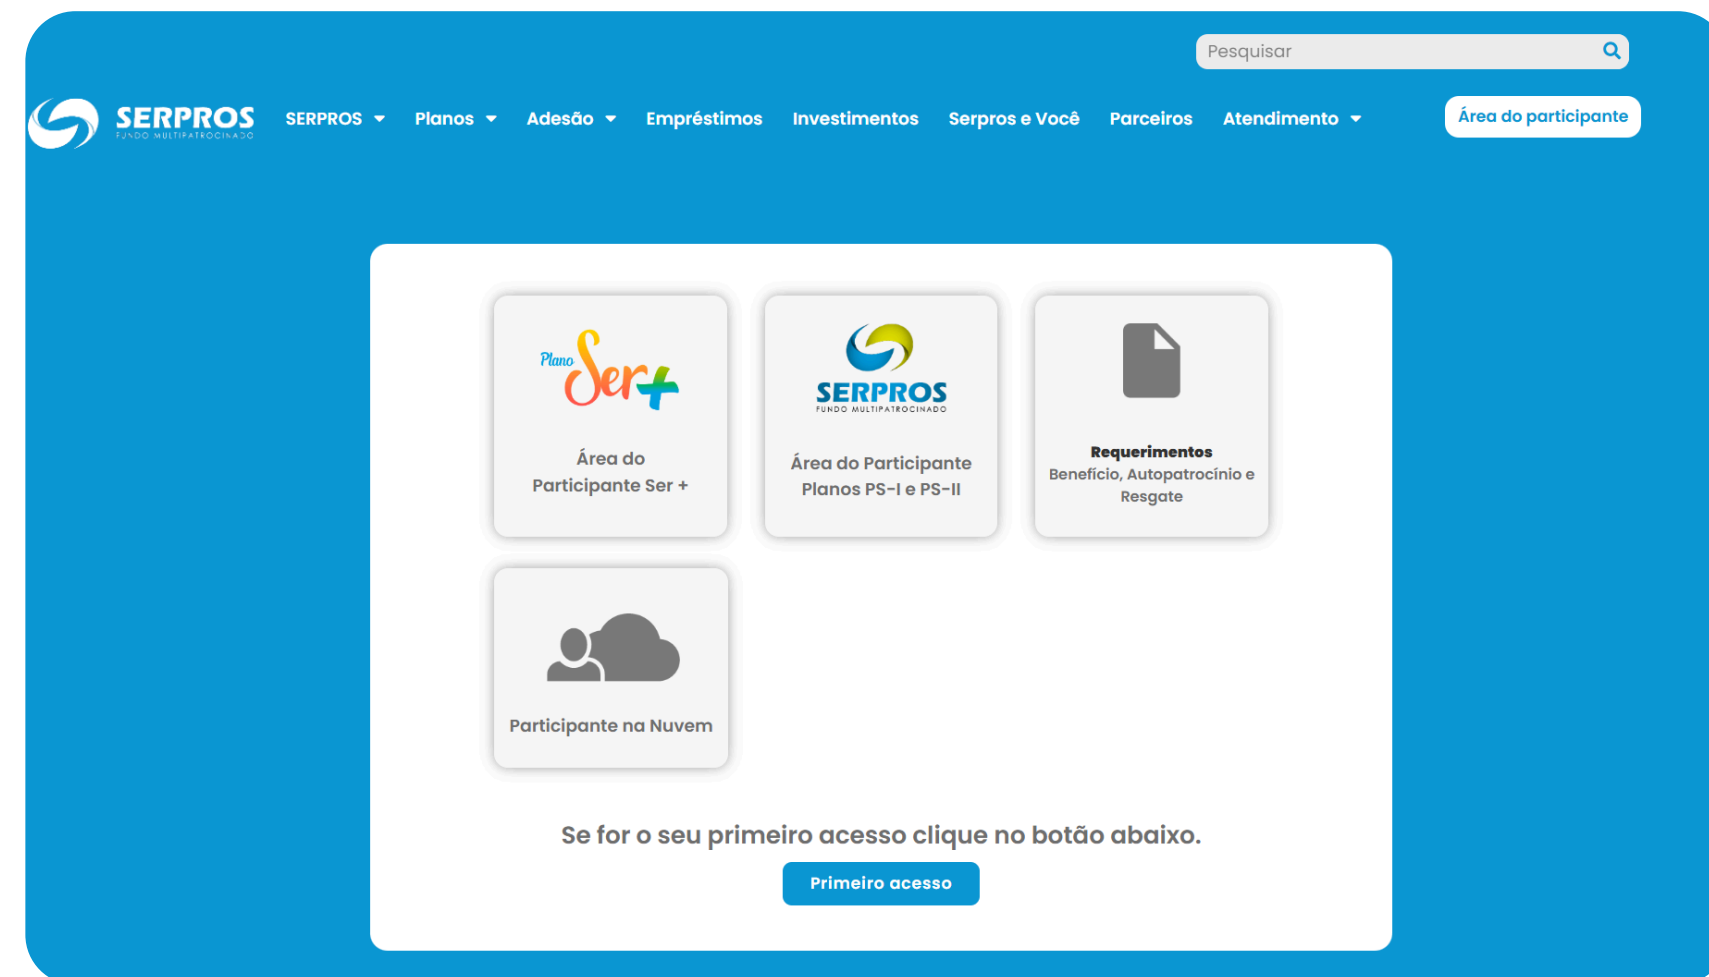 Pesquisar
SERPROS
FUNDO MULTIPATROCINADO
SERPROS Planos Adesão Empréstimos Investimentos Serpros e Você Parceiros Atendimento Área do participante
Plano Ser+
Área do
Participante Ser +
SERPROS
FUNDO MULTIPATROCINADO
Área do Participante
Planos PS-I e PS-II
Requerimentos
Benefício, Autopatrocínio e
Resgate
Participante na Nuvem
Se for o seu primeiro acesso clique no botão abaixo.
Primeiro acesso